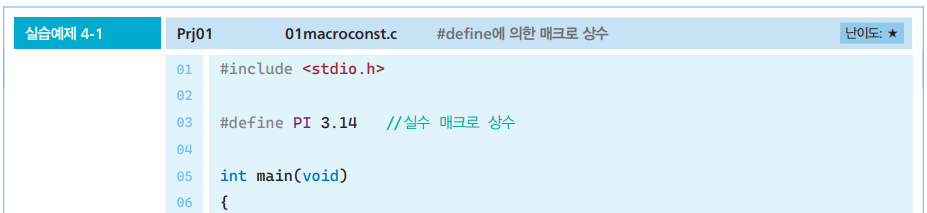 실습예제 4-1 Prj01 01macroconst.c #define에 의한 매크로 상수 난이도: ★
01 #include <stdio.h>
02
03 #define PI 3.14 //실수 매크로 상수
04
05 int main(void)
06 {